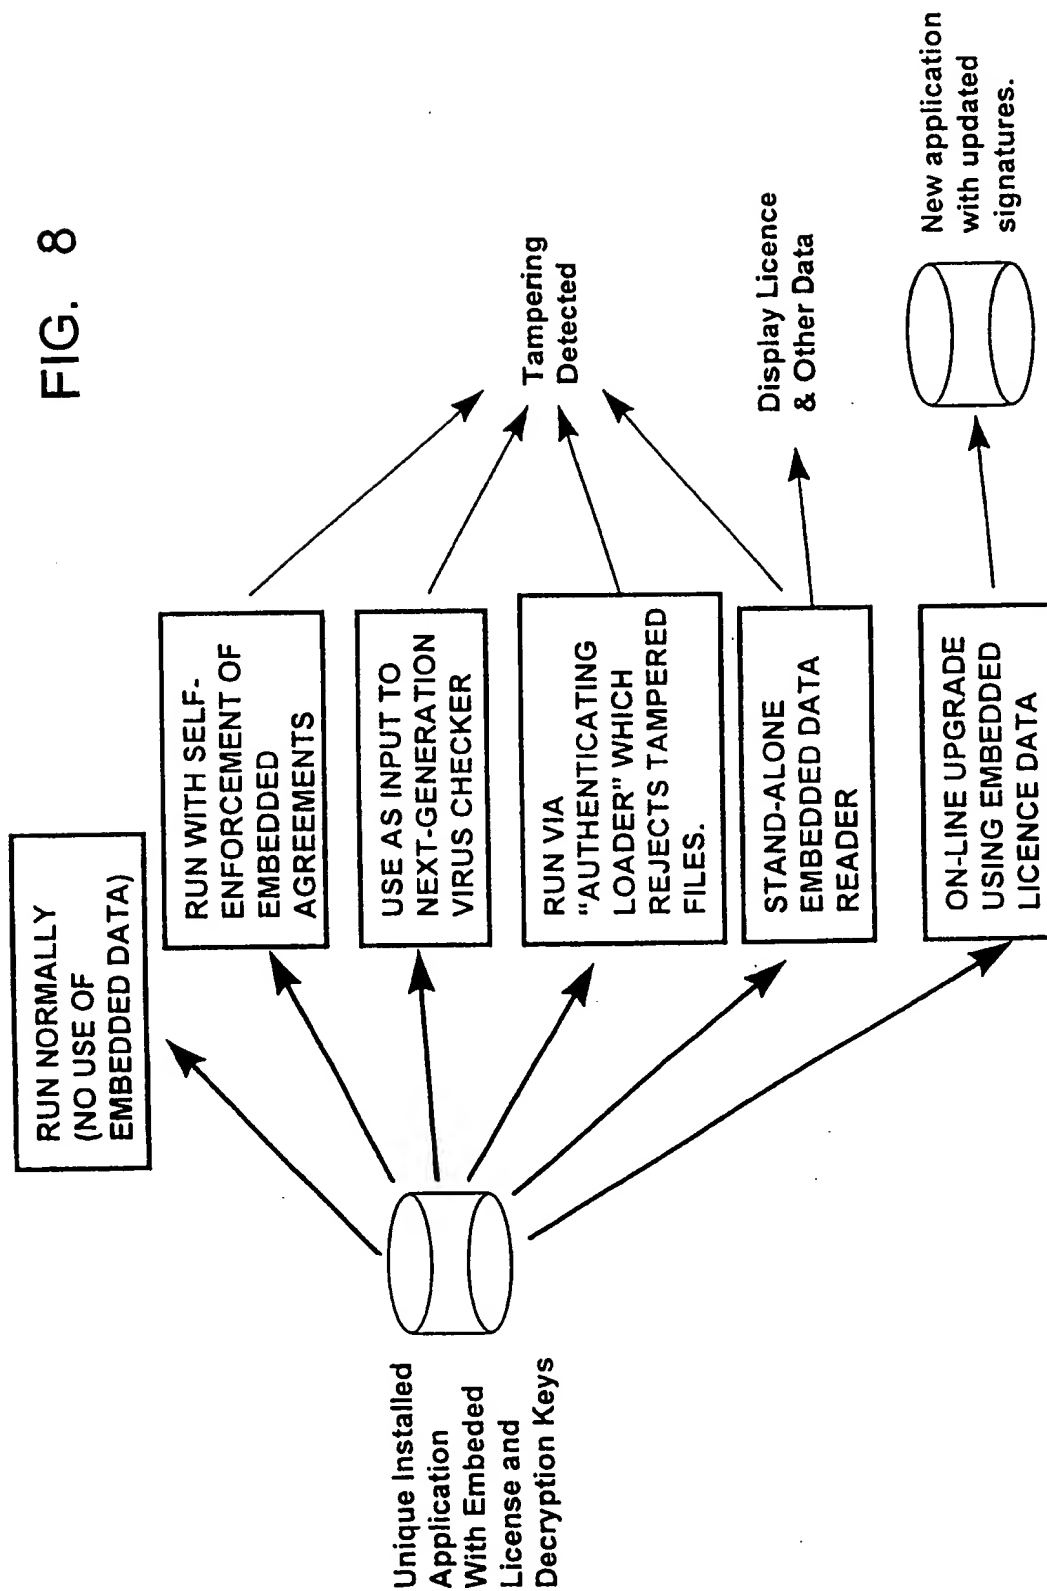 FIG. 8
Unique Installed
Application
With Embeded
License and
Decryption Keys
RUN NORMALLY
(NO USE OF
EMBEDDED DATA)
RUN WITH SELF-
ENFORCEMENT OF
EMBEDDED
AGREEMENTS
USE AS INPUT TO
NEXT-GENERATION
VIRUS CHECKER
RUN VIA
“AUTHENTICATING
LOADER” WHICH
REJECTS TAMPERED
FILES.
STAND-ALONE
EMBEDDED DATA
READER
ON-LINE UPGRADE
USING EMBEDDED
LICENCE DATA
Tampering
Detected
Display Licence
& Other Data
New application
with updated
signatures.